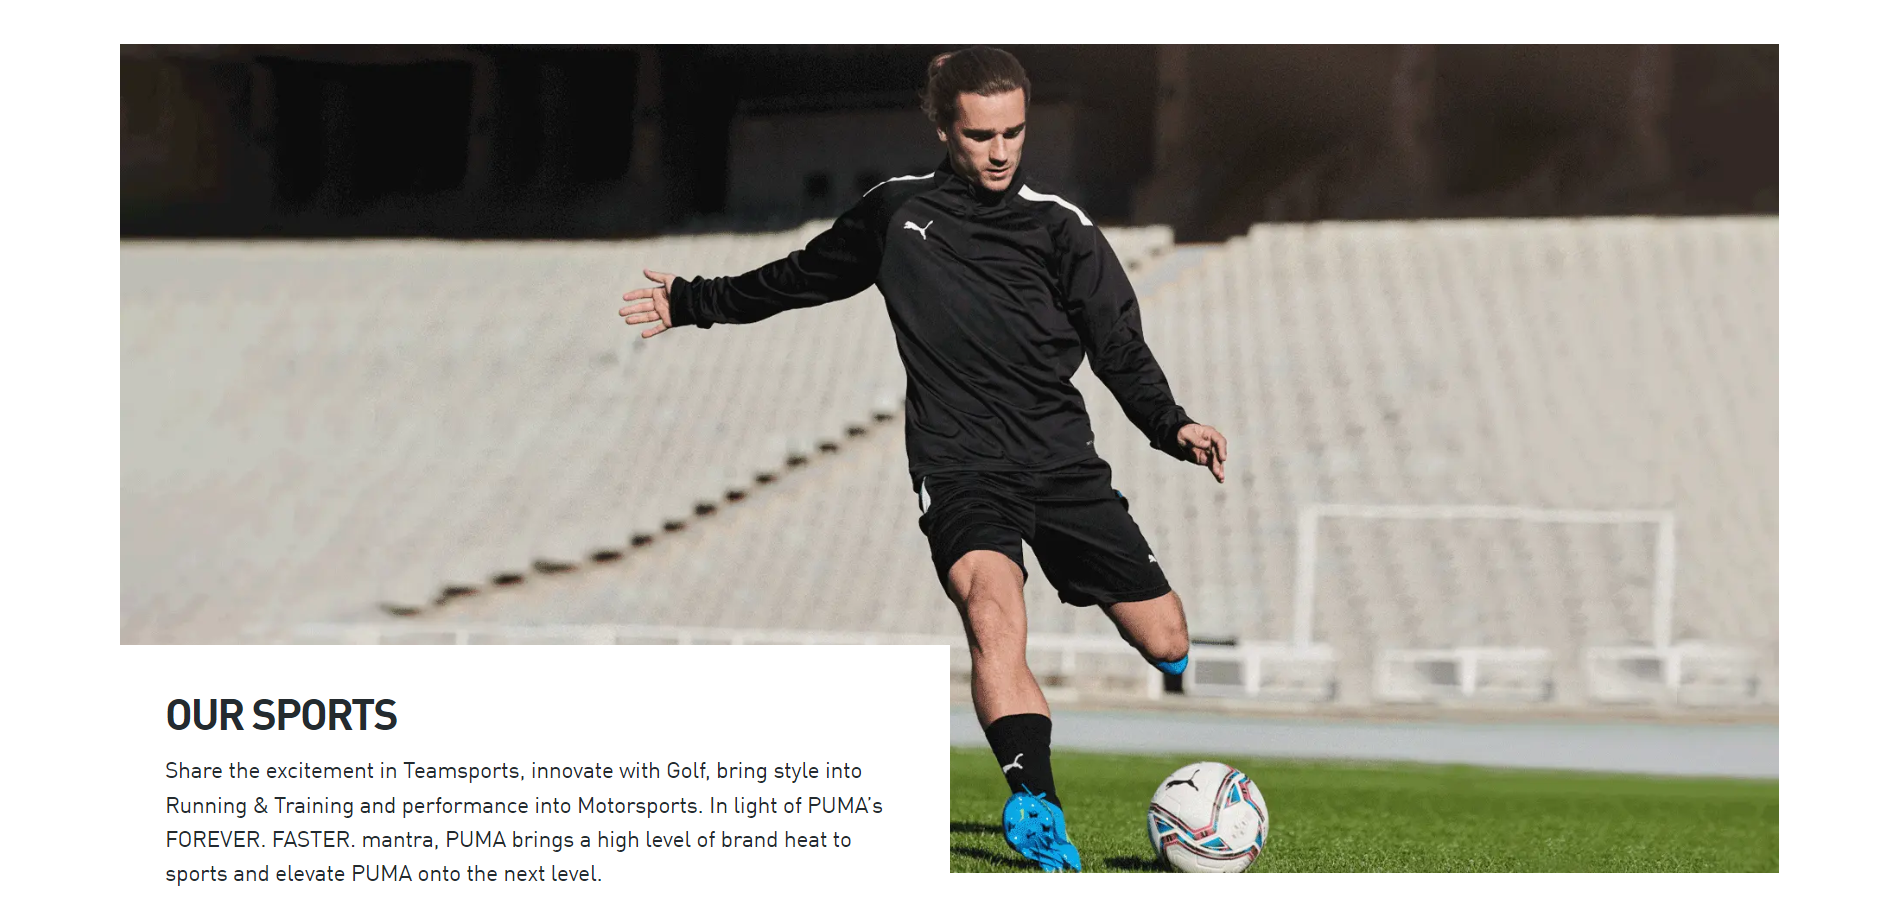 OUR SPORTS
Share the excitement in Teamsports, innovate with Golf, bring style into
Running & Training and performance into Motorsports. In light of PUMA’s
FOREVER. FASTER. mantra, PUMA brings a high level of brand heat to
sports and elevate PUMA onto the next level.